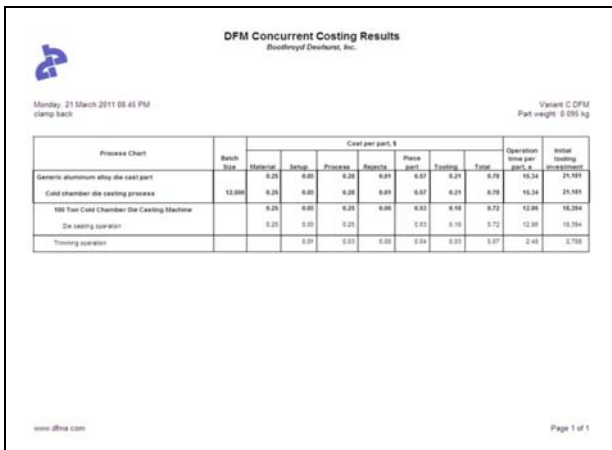 DFM Concurrent Costing Results
Boothroyd Dewhurst, Inc.
Monday, 21 March 2011 08:45 PM Variant C.DFM
clamp back Part weight: 0.095 kg
Cost per part, $
Process Chart Batch Size Material Setup Process Rejects Piece part Tooling Total Operation time per part, s Initial tooling investment
Generic aluminum alloy die cast part 0.25 0.03 0.28 0.01 0.57 0.21 0.78 15.34 21,181
Cold chamber die casting process 12,000 0.25 0.03 0.28 0.01 0.57 0.21 0.78 15.34
100 Ton Cold Chamber Die Casting Machine 0.25 0.03 0.25 0.00 0.53 0.18 0.72 12.86 18,394
Die casting operation 0.25 0.03 0.25 0.53 0.18 0.72 12.86 18,394
Trimming operation 0.01 0.03 0.00 0.04 0.03 0.07 2.48
www.dfma.com Page 1 of 1